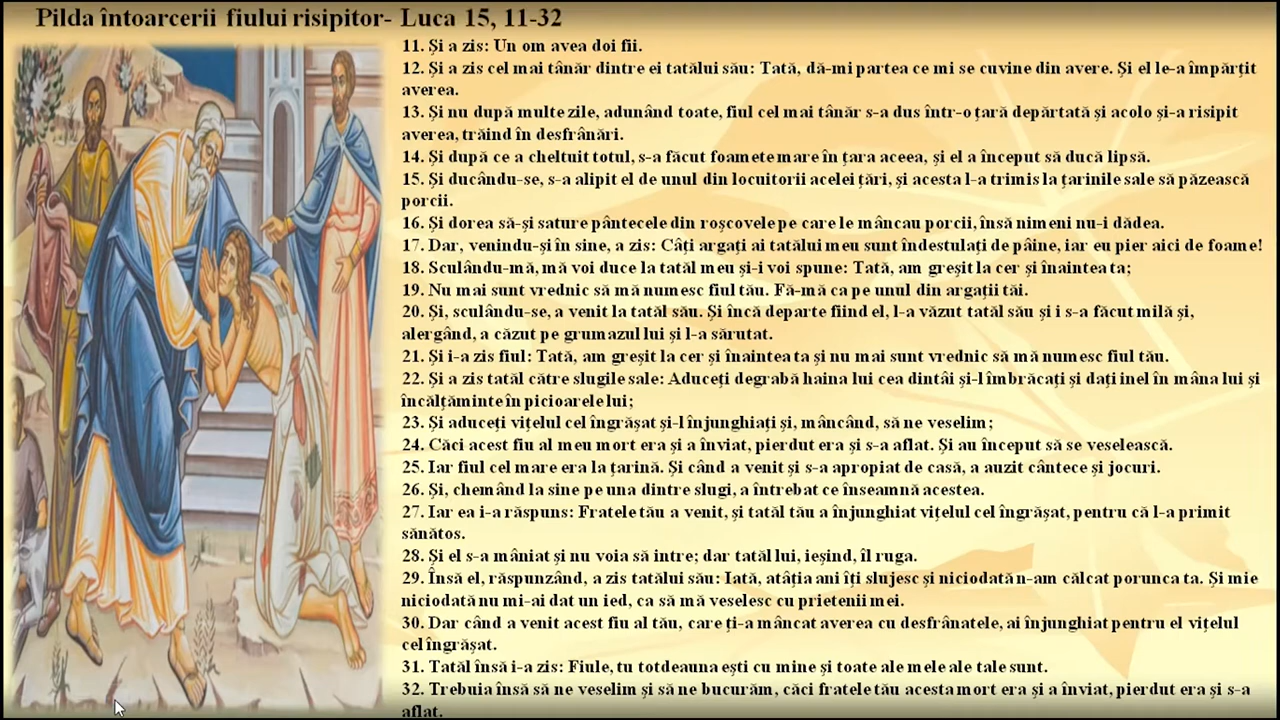 Pilda întoarcerii fiului risipitor- Luca 15, 11-32
11. Și a zis: Un om avea doi fii.
12. Și a zis cel mai tânăr dintre ei tatălui său: Tată, dă-mi partea ce mi se cuvine din avere. Și el le-a împărțit
averea.
13. Și nu după multe zile, adunând toate, fiul cel mai tânăr s-a dus într-o țară depărtată și acolo și-a risipit
averea, trăind în desfrânări.
14. Și după ce a cheltuit totul, s-a făcut foamete mare în țara aceea, și el a început să ducă lipsă.
15. Și ducându-se, s-a alipit el de unul din locuitorii acelei țări, și acesta l-a trimis la țarinile sale să păzească
porcii.
16. Și dorea să-și sature pântecele din roșcovele pe care le mâncau porcii, însă nimeni nu-i dădea.
17. Dar, venindu-și în sine, a zis: Câți argați ai tatălui meu sunt îndestulați de pâine, iar eu pier aici de foame!
18. Sculându-mă, mă voi duce la tatăl meu și-i voi spune: Tată, am greșit la cer și înaintea ta;
19. Nu mai sunt vrednic să mă numesc fiul tău. Fă-mă ca pe unul din argații tăi.
20. Și, sculându-se, a venit la tatăl său. Și încă departe fiind el, l-a văzut tatăl său și i s-a făcut milă și,
alergând, a căzut pe grumazul lui și l-a sărutat.
21. Și i-a zis fiul: Tată, am greșit la cer și înaintea ta și nu mai sunt vrednic să mă numesc fiul tău.
22. Și a zis tatăl către slugile sale: Aduceți degrabă haina lui cea dintâi și-l îmbrăcați și dați inel în mâna lui și
încălțăminte în picioarele lui;
23. Și aduceți vițelul cel îngrășat și-l înjunghiați și, mâncând, să ne veselim;
24. Căci acest fiu al meu mort era și a înviat, pierdut era și s-a aflat. Și au început să se veselească.
25. Iar fiul cel mare era la țarină. Și când a venit și s-a apropiat de casă, a auzit cântece și jocuri.
26. Și, chemând la sine pe una dintre slugi, a întrebat ce înseamnă acestea.
27. Iar ea i-a răspuns: Fratele tău a venit, și tatăl tău a înjunghiat vițelul cel îngrășat, pentru că l-a primit
sănătos.
28. Și el s-a mâniat și nu voia să intre; dar tatăl lui, ieșind, îl ruga.
29. Însă el, răspunzând, a zis tatălui său: Iată, atâția ani îți slujesc și niciodată n-am călcat porunca ta. Și mie
niciodată nu mi-ai dat un ied, ca să mă veselesc cu prietenii mei.
30. Dar când a venit acest fiu al tău, care ți-a mâncat averea cu desfrânatele, ai înjunghiat pentru el vițelul
cel îngrășat.
31. Tatăl însă i-a zis: Fiule, tu totdeauna ești cu mine și toate ale mele ale tale sunt.
32. Trebuia însă să ne veselim și să ne bucurăm, căci fratele tău acesta mort era și a înviat, pierdut era și s-a
aflat.